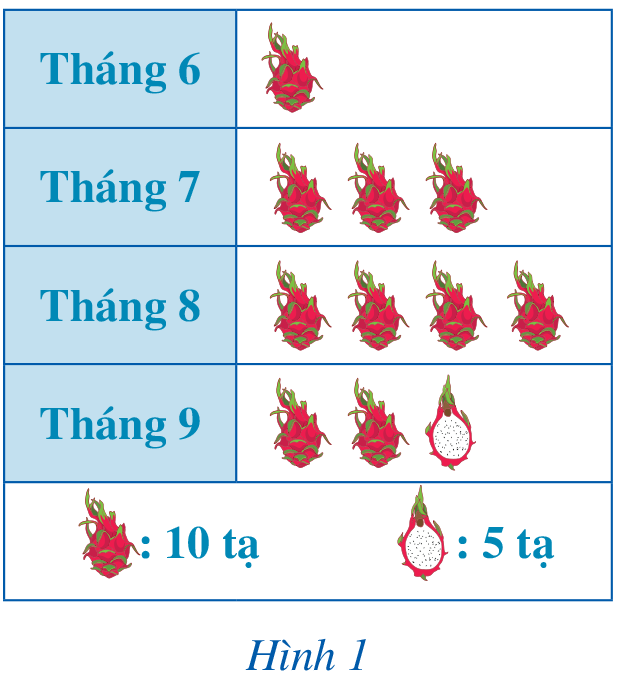 Tháng 6
Tháng 7
Tháng 8
Tháng 9
: 10 tạ : 5 tạ
Hình 1